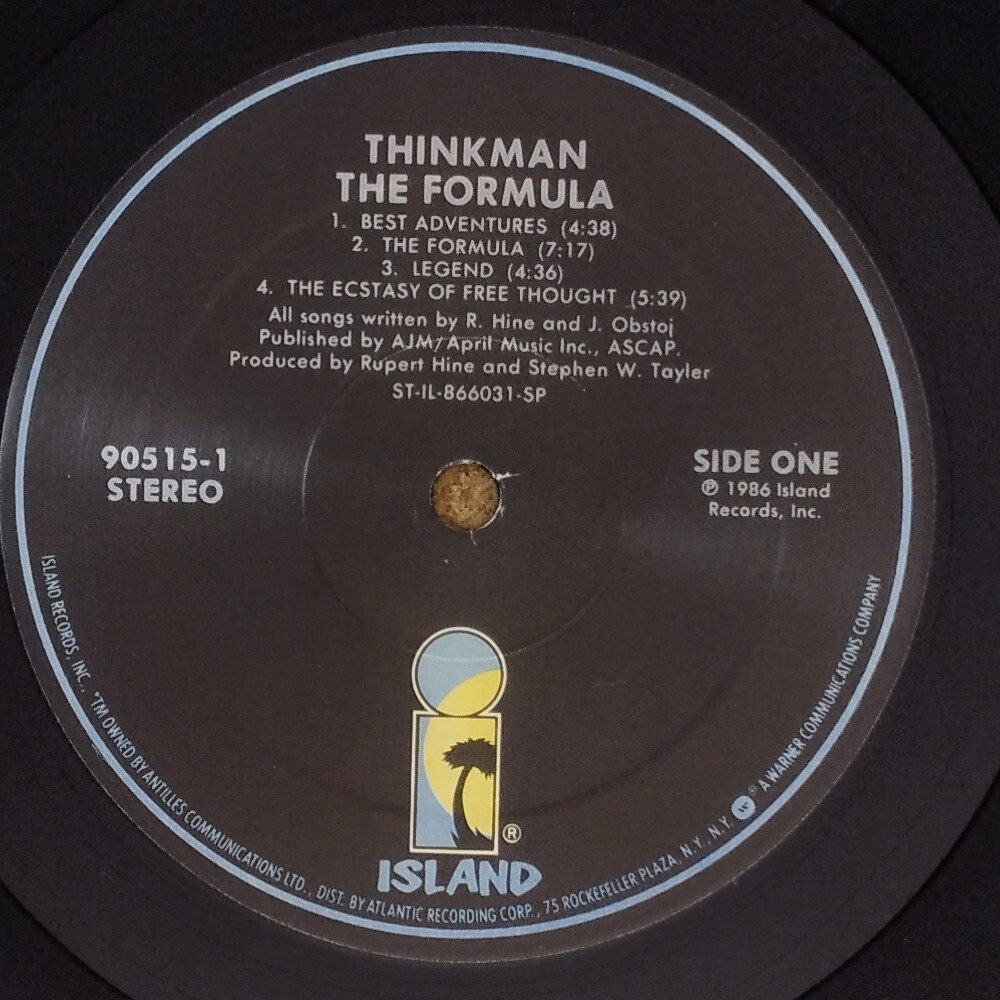 THINKMAN
THE FORMULA
1. BEST ADVENTURES (4:38)
2. THE FORMULA (7:17)
3. LEGEND (4:36)
4. THE ECSTASY OF FREE THOUGHT (5:39)
All songs written by R. Hine and J. Obstoj
Published by AJM/April Music Inc., ASCAP.
Produced by Rupert Hine and Stephen W. Tayler
ST-IL-866031-SP
90515-1
STEREO
SIDE ONE
℗ 1986 Island
Records, Inc.
®
ISLAND
ISLAND RECORDS, INC., *TM OWNED BY ANTILLES COMMUNICATIONS LTD., DIST. BY ATLANTIC RECORDING CORP., 75 ROCKEFELLER PLAZA, N.Y., N.Y. ® A WARNER COMMUNICATIONS COMPANY